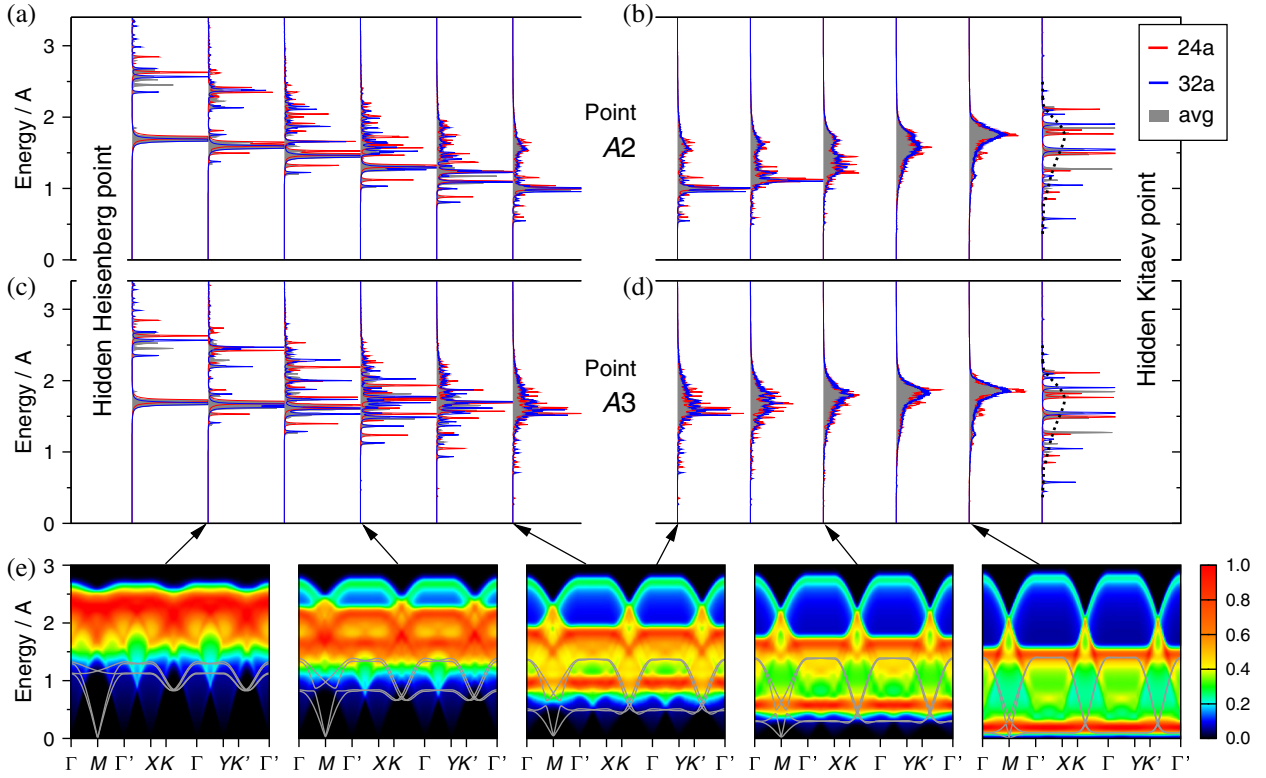 (a)
(b)
24a
32a
avg
Energy / A
3
2
1
0
Hidden Heisenberg point
Point
A2
Hidden Kitaev point
(c)
(d)
Energy / A
3
2
1
0
Point
A3
(e)
Energy / A
3
2
1
0
1.0
0.8
0.6
0.4
0.2
0.0
Γ M Γ' X K Γ Y K' Γ'
Γ M Γ' X K Γ Y K' Γ'
Γ M Γ' X K Γ Y K' Γ'
Γ M Γ' X K Γ Y K' Γ'
Γ M Γ' X K Γ Y K' Γ'